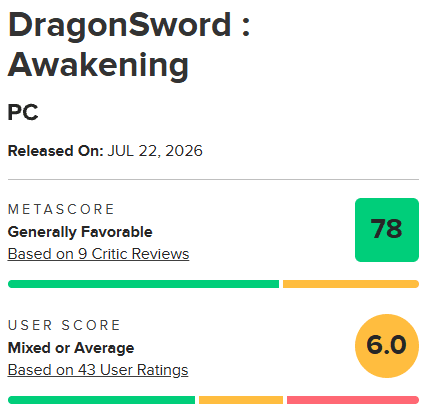 DragonSword :
Awakening
PC
Released On: JUL 22, 2026
METASCORE
Generally Favorable
Based on 9 Critic Reviews
78
USER SCORE
Mixed or Average
Based on 43 User Ratings
6.0